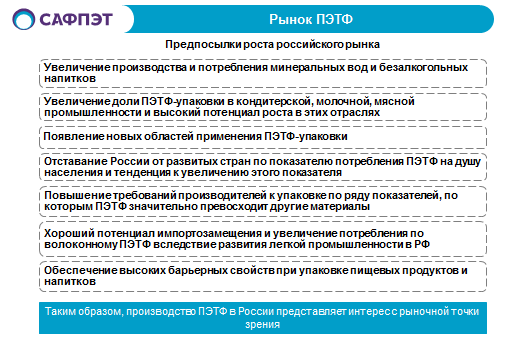 САФПЭТ
Рынок ПЭТФ
Предпосылки роста российского рынка
Увеличение производства и потребления минеральных вод и безалкогольных
напитков
Увеличение доли ПЭТФ-упаковки в кондитерской, молочной, мясной
промышленности и высокий потенциал роста в этих отраслях
Появление новых областей применения ПЭТФ-упаковки
Отставание России от развитых стран по показателю потребления ПЭТФ на душу
населения и тенденция к увеличению этого показателя
Повышение требований производителей к упаковке по ряду показателей, по
которым ПЭТФ значительно превосходит другие материалы
Хороший потенциал импортозамещения и увеличение потребления по
волоконному ПЭТФ вследствие развития легкой промышленности в РФ
Обеспечение высоких барьерных свойств при упаковке пищевых продуктов и
напитков
Таким образом, производство ПЭТФ в России представляет интерес с рыночной точки
зрения